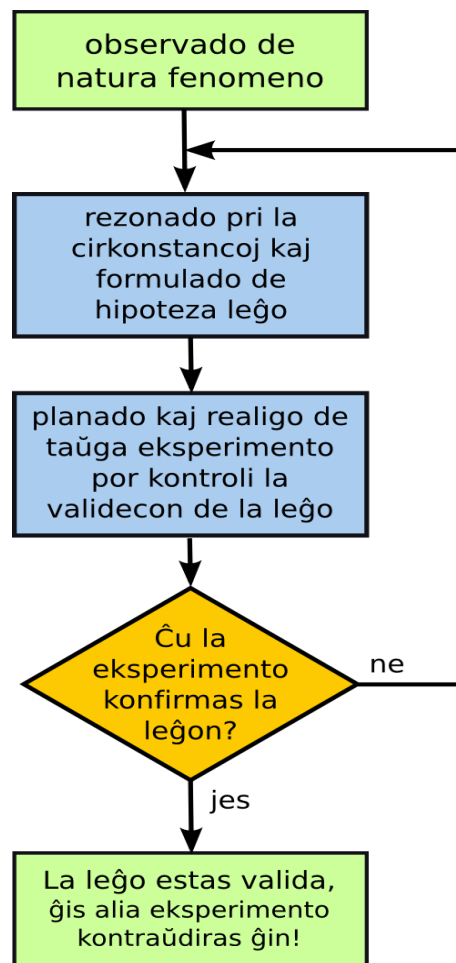 observado de
natura fenomeno
rezonado pri la
cirkonstancoj kaj
formulado de
hipoteza leĝo
planado kaj realigo de
taŭga eksperimento
por kontroli la
validecon de la leĝo
Ĉu la
eksperimento
konfirmas la
leĝon?
ne
jes
La leĝo estas valida,
ĝis alia eksperimento
kontraŭdiras ĝin!